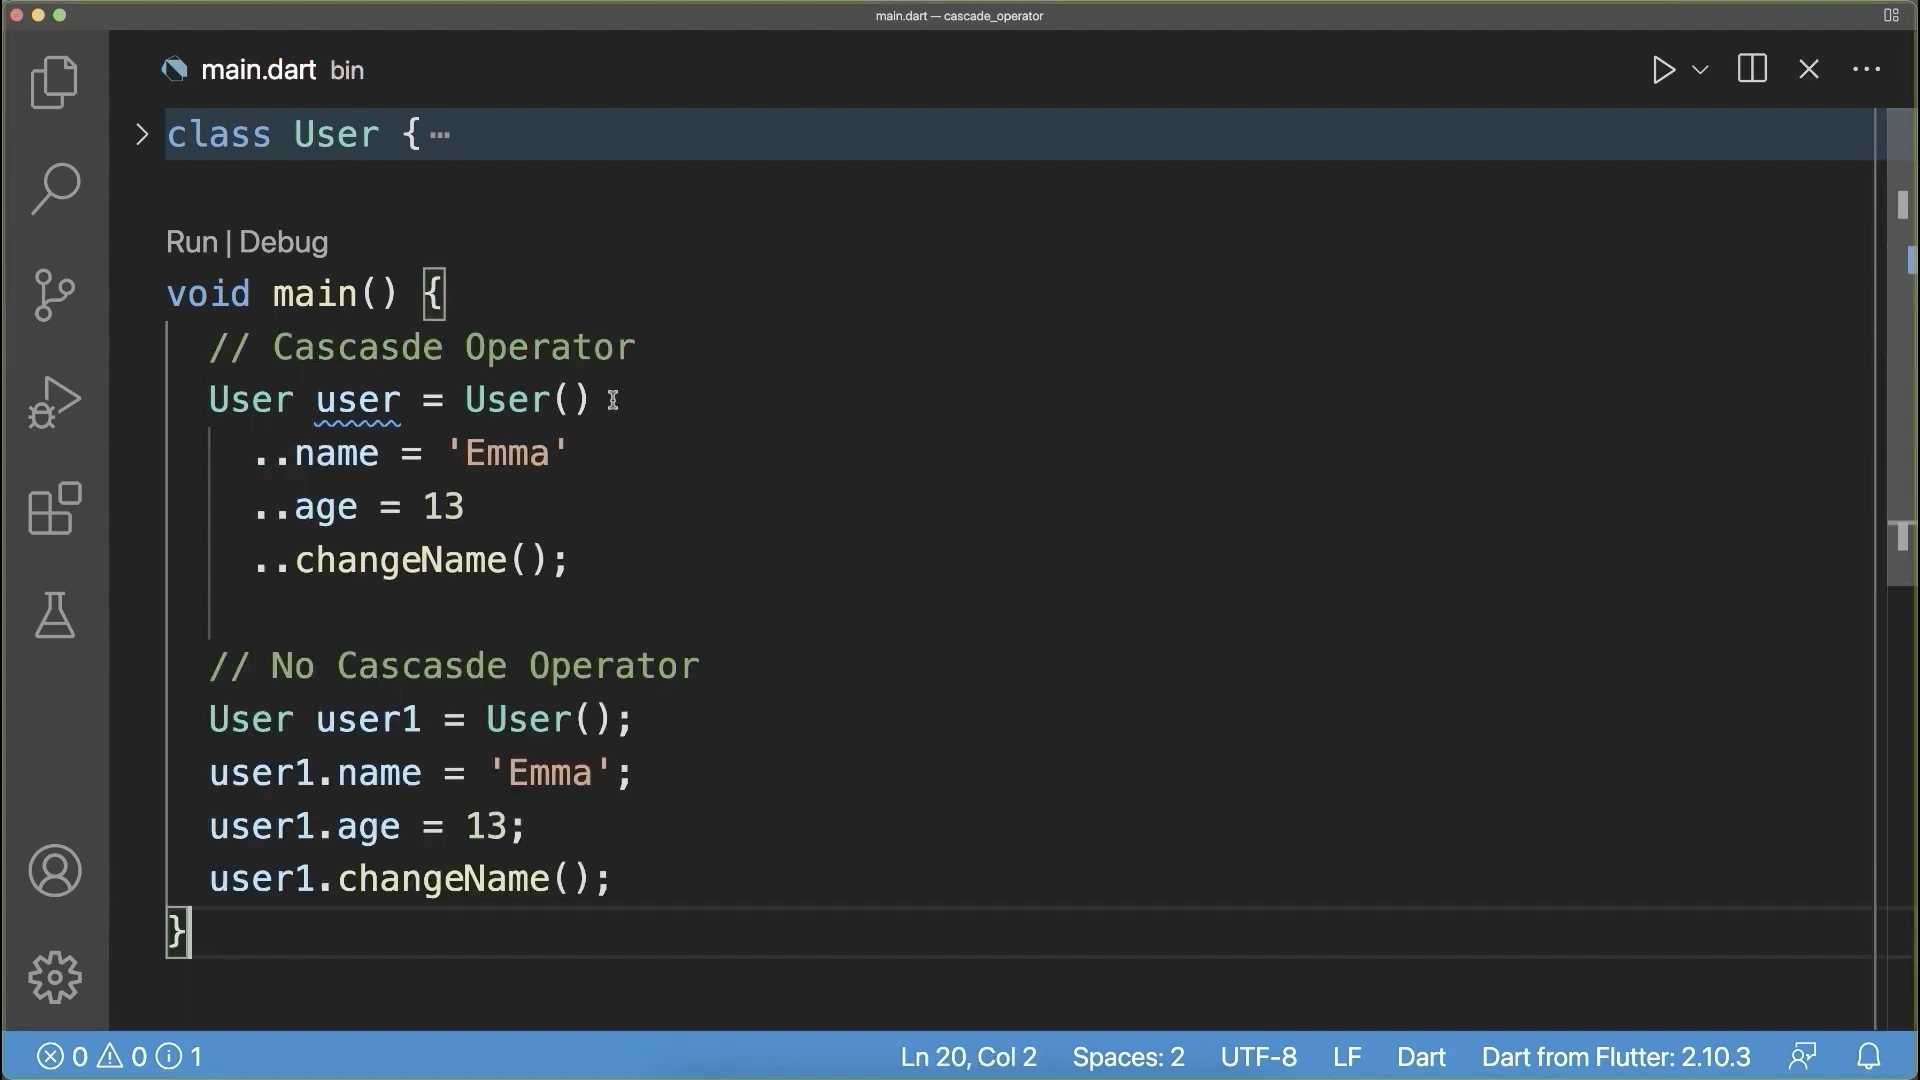 main.dart — cascade_operator
main.dart bin
class User {⋯
Run | Debug
void main() {
// Cascasde Operator
User user = User()
..name = 'Emma'
..age = 13
..changeName();
// No Cascasde Operator
User user1 = User();
user1.name = 'Emma';
user1.age = 13;
user1.changeName();
}
0 0 1 Ln 20, Col 2 Spaces: 2 UTF-8 LF Dart Dart from Flutter: 2.10.3